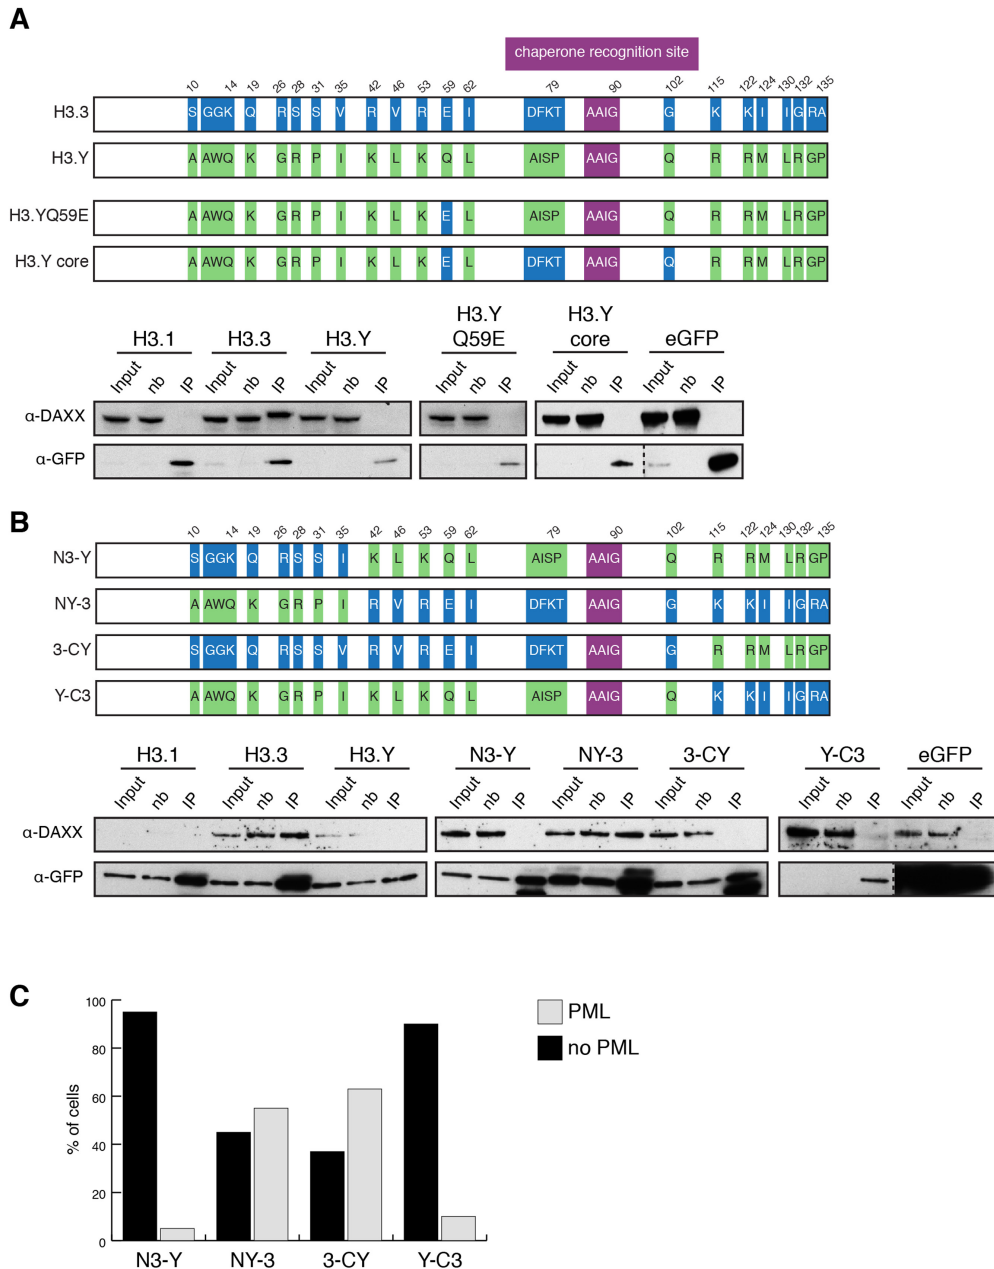 A
chaperone recognition site
10 14 19 26 28 31 35 42 46 53 59 62 79 90 102 115 122 124 130 132 135
H3.3 S GGK Q R S S V R V R E I DFKT AAIG G K K I I G RA
H3.Y A AWQ K G R P I K L K Q L AISP AAIG Q R R M L R GP
H3.YQ59E A AWQ K G R P I K L K E L AISP AAIG Q R R M L R GP
H3.Y core A AWQ K G R P I K L K E L DFKT AAIG Q R R M L R GP
H3.1 H3.3 H3.Y H3.Y Q59E H3.Y core eGFP
Input nb IP Input nb IP Input nb IP Input nb IP Input nb IP Input nb IP
α-DAXX
α-GFP
B
10 14 19 26 28 31 35 42 46 53 59 62 79 90 102 115 122 124 130 132 135
N3-Y S GGK Q R S S I K L K Q L AISP AAIG Q R R M L R GP
NY-3 A AWQ K G R P I R V R E I DFKT AAIG G K K I I G RA
3-CY S GGK Q R S S V R V R E I DFKT AAIG G R R M L R GP
Y-C3 A AWQ K G R P I K L K Q L AISP AAIG Q K K I I G RA
H3.1 H3.3 H3.Y N3-Y NY-3 3-CY Y-C3 eGFP
Input nb IP Input nb IP Input nb IP Input nb IP Input nb IP Input nb IP Input nb IP Input nb IP
α-DAXX
α-GFP
C
100
80
60
40
20
0
% of cells
N3-Y NY-3 3-CY Y-C3
PML
no PML